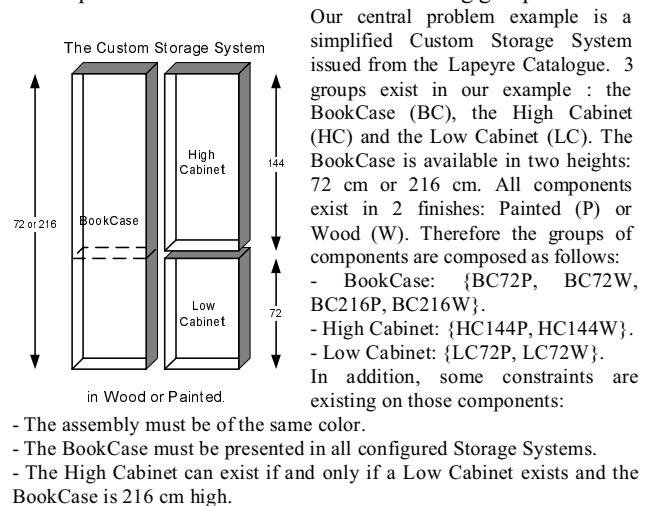 Our central problem example is a
simplified Custom Storage System
issued from the Lapeyre Catalogue. 3
groups exist in our example : the
BookCase (BC), the High Cabinet
(HC) and the Low Cabinet (LC). The
BookCase is available in two heights:
72 cm or 216 cm. All components
exist in 2 finishes: Painted (P) or
Wood (W). Therefore the groups of
components are composed as follows:
- BookCase: {BC72P, BC72W,
BC216P, BC216W}.
- High Cabinet: {HC144P, HC144W}.
- Low Cabinet: {LC72P, LC72W}.
In addition, some constraints are
existing on those components:
The Custom Storage System
High
Cabinet
144
72 or 216
BookCase
Low
Cabinet
72
in Wood or Painted.
- The assembly must be of the same color.
- The BookCase must be presented in all configured Storage Systems.
- The High Cabinet can exist if and only if a Low Cabinet exists and the
BookCase is 216 cm high.